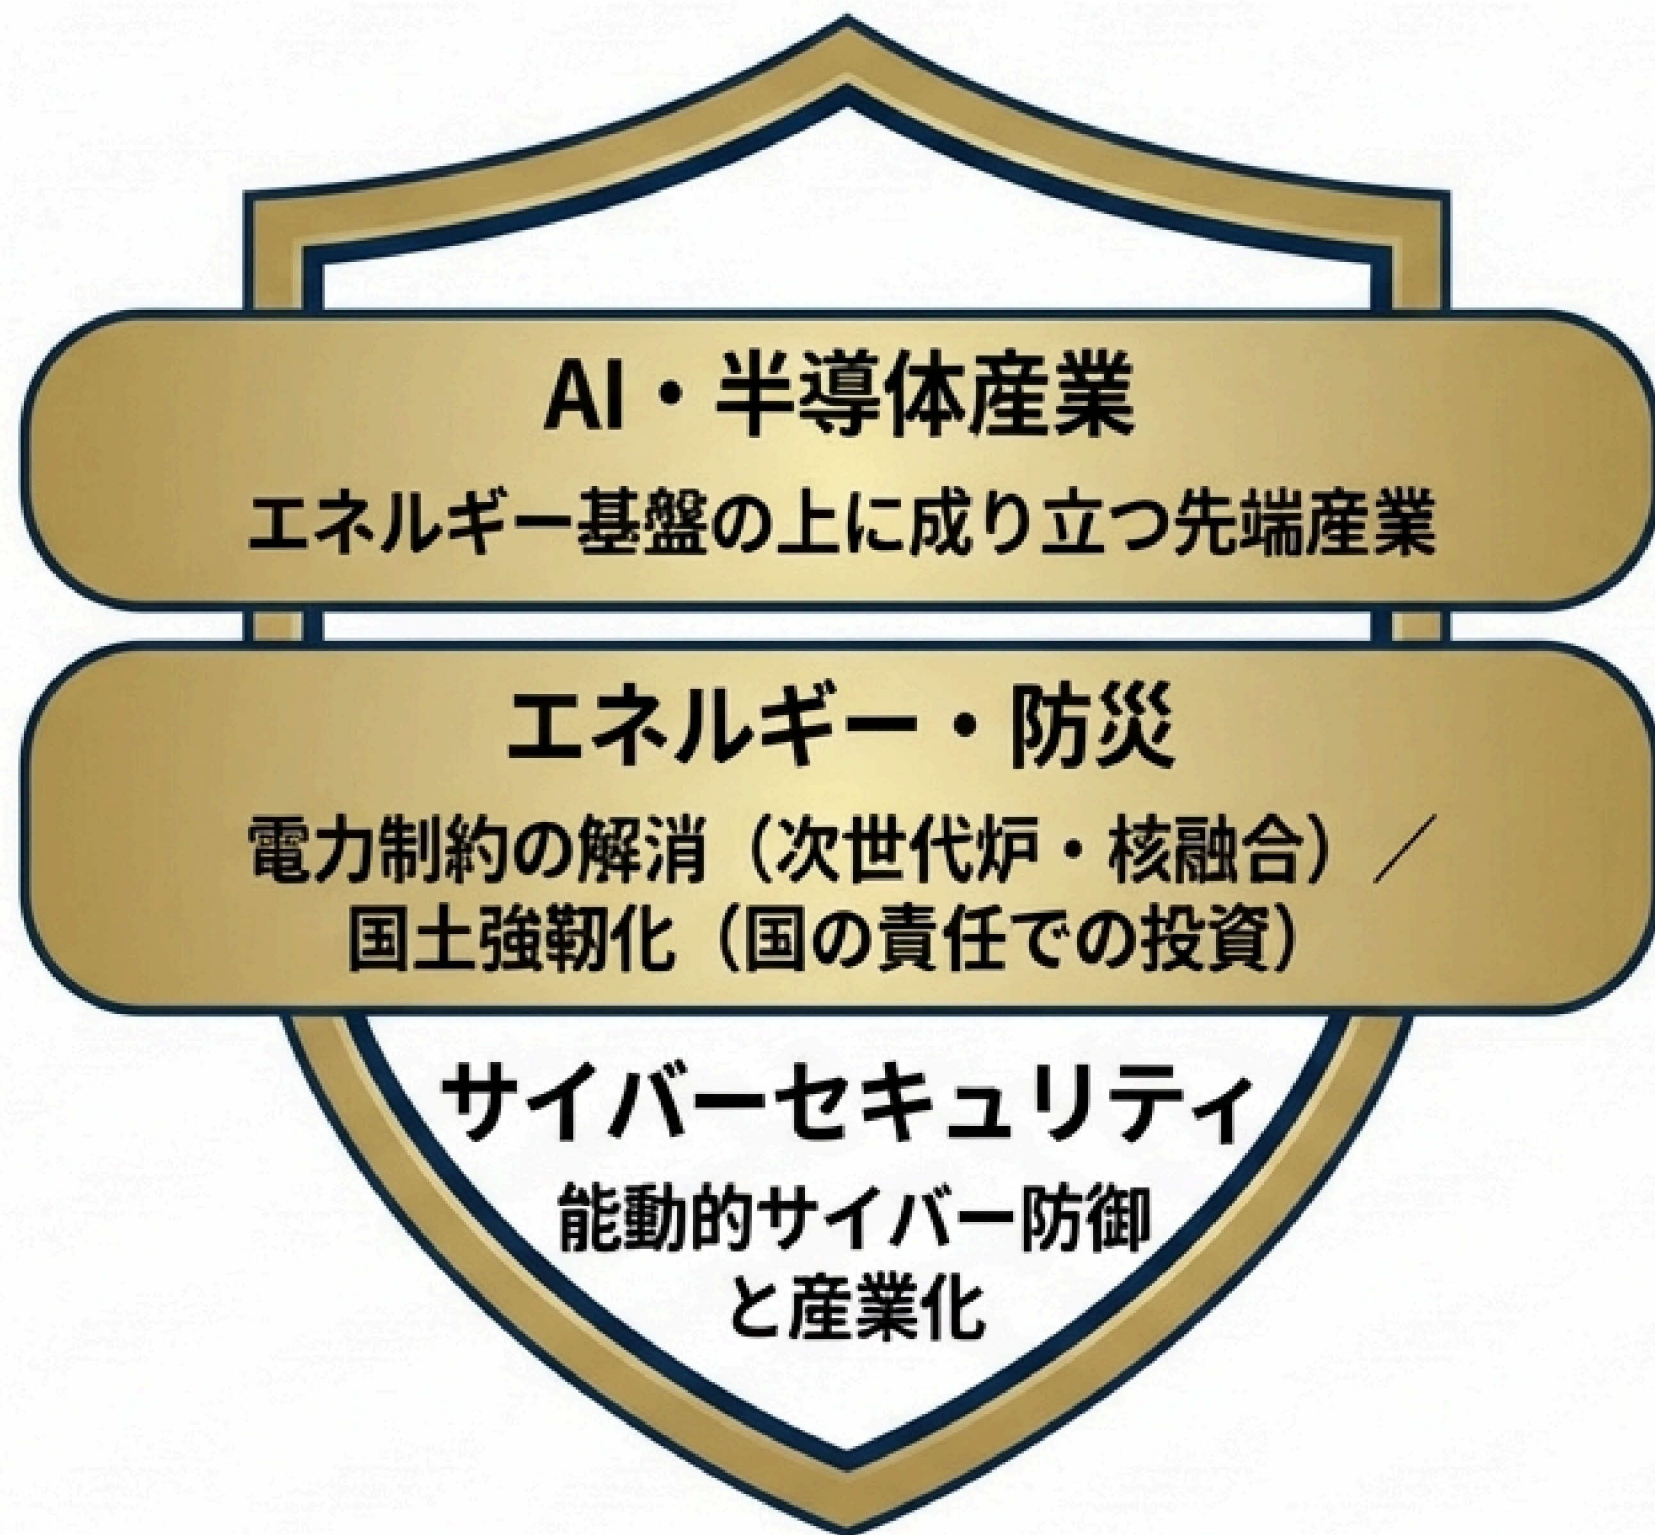 AI・半導体産業
エネルギー基盤の上に成り立つ先端産業
エネルギー・防災
電力制約の解消（次世代炉・核融合）／
国土強靭化（国の責任での投資）
サイバーセキュリティ
能動的サイバー防御
と産業化